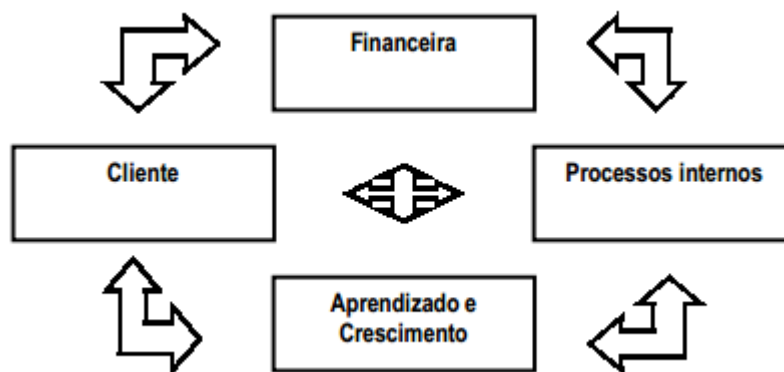 Financeira
Cliente
Processos internos
Aprendizado e
Crescimento